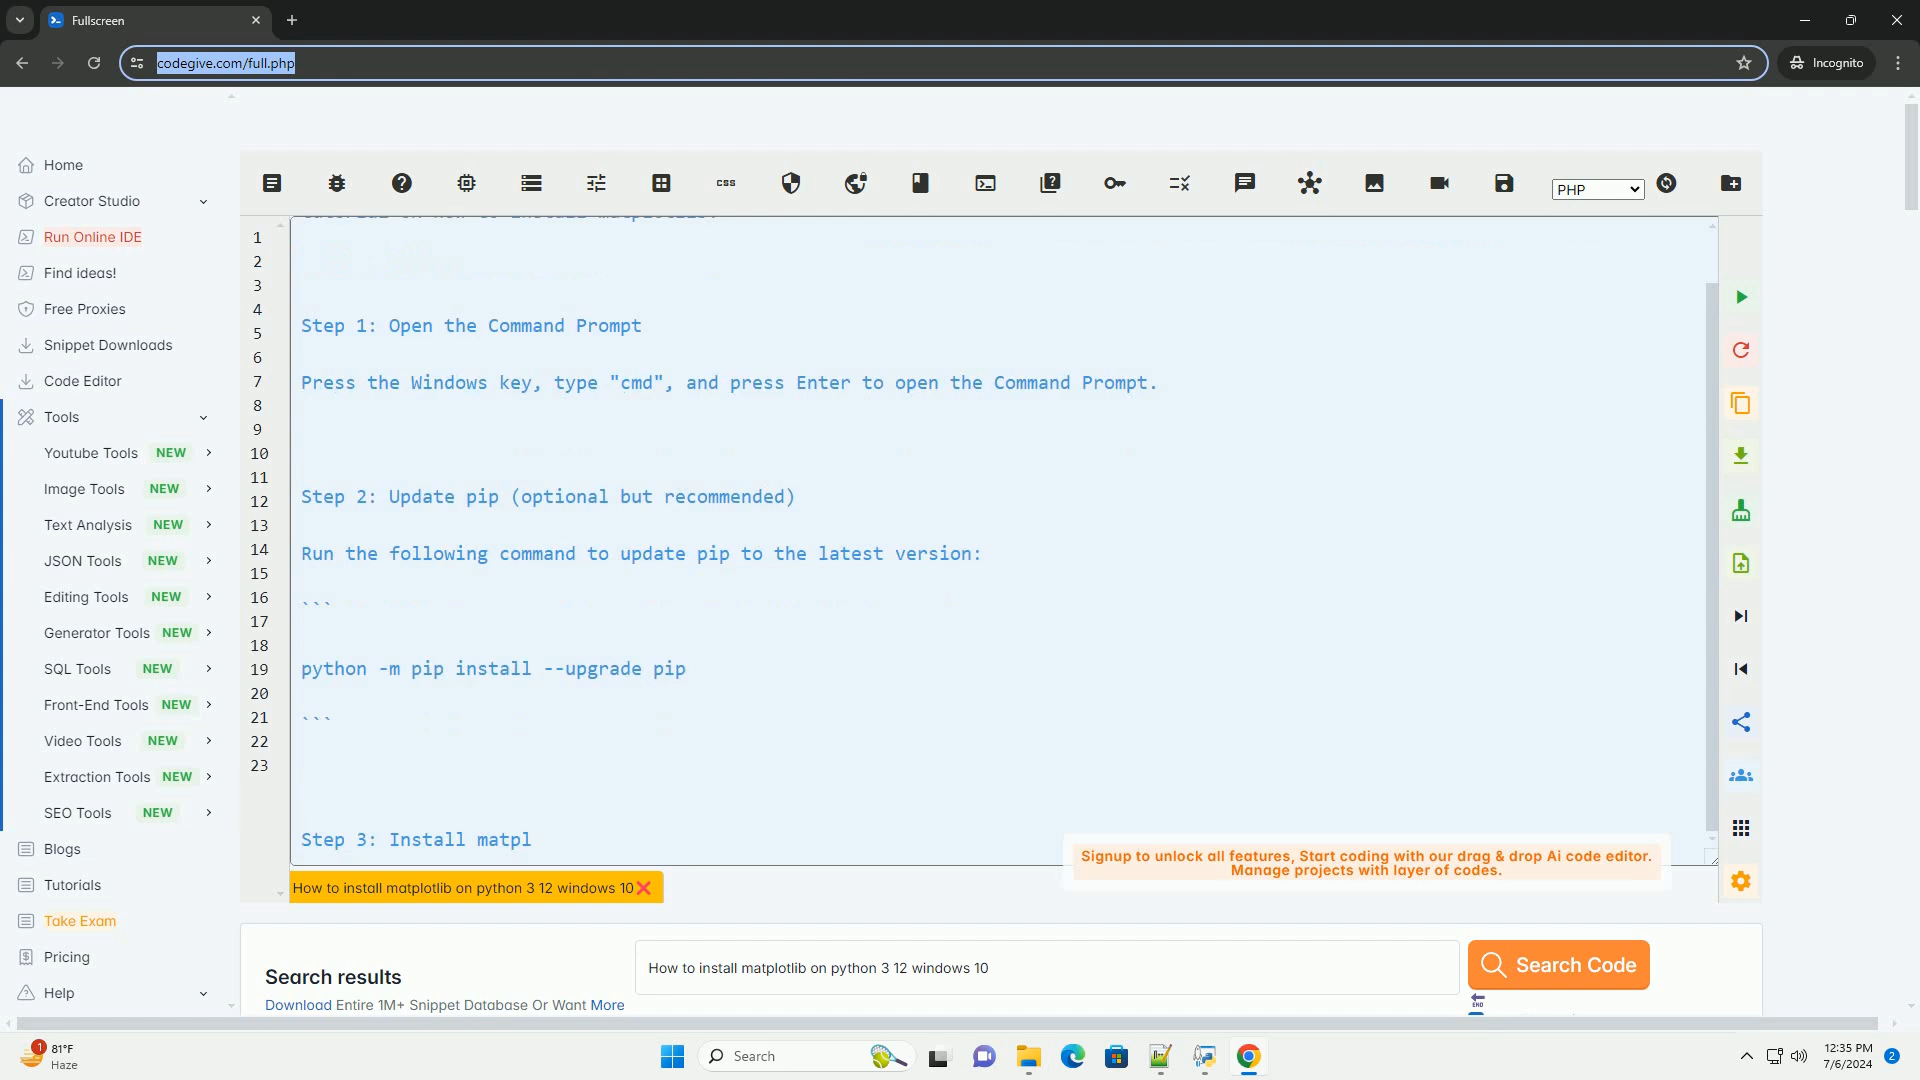 Fullscreen
codegive.com/full.php
Incognito
Home
Creator Studio
Run Online IDE
Find ideas!
Free Proxies
Snippet Downloads
Code Editor
Tools
Youtube Tools NEW
Image Tools NEW
Text Analysis NEW
JSON Tools NEW
Editing Tools NEW
Generator Tools NEW
SQL Tools NEW
Front-End Tools NEW
Video Tools NEW
Extraction Tools NEW
SEO Tools NEW
Blogs
Tutorials
Take Exam
Pricing
Help
css
PHP
1
2
3
4
5
6
7
8
9
10
11
12
13
14
15
16
17
18
19
20
21
22
23
tutorial on how to install matplotlib:
Step 1: Open the Command Prompt
Press the Windows key, type "cmd", and press Enter to open the Command Prompt.
Step 2: Update pip (optional but recommended)
Run the following command to update pip to the latest version:
```
python -m pip install --upgrade pip
```
Step 3: Install matpl
Signup to unlock all features, Start coding with our drag & drop Ai code editor.
Manage projects with layer of codes.
How to install matplotlib on python 3 12 windows 10
Search results
How to install matplotlib on python 3 12 windows 10
Search Code
Download Entire 1M+ Snippet Database Or Want More
END
1
81°F
Haze
Search
12:35 PM
7/6/2024
2